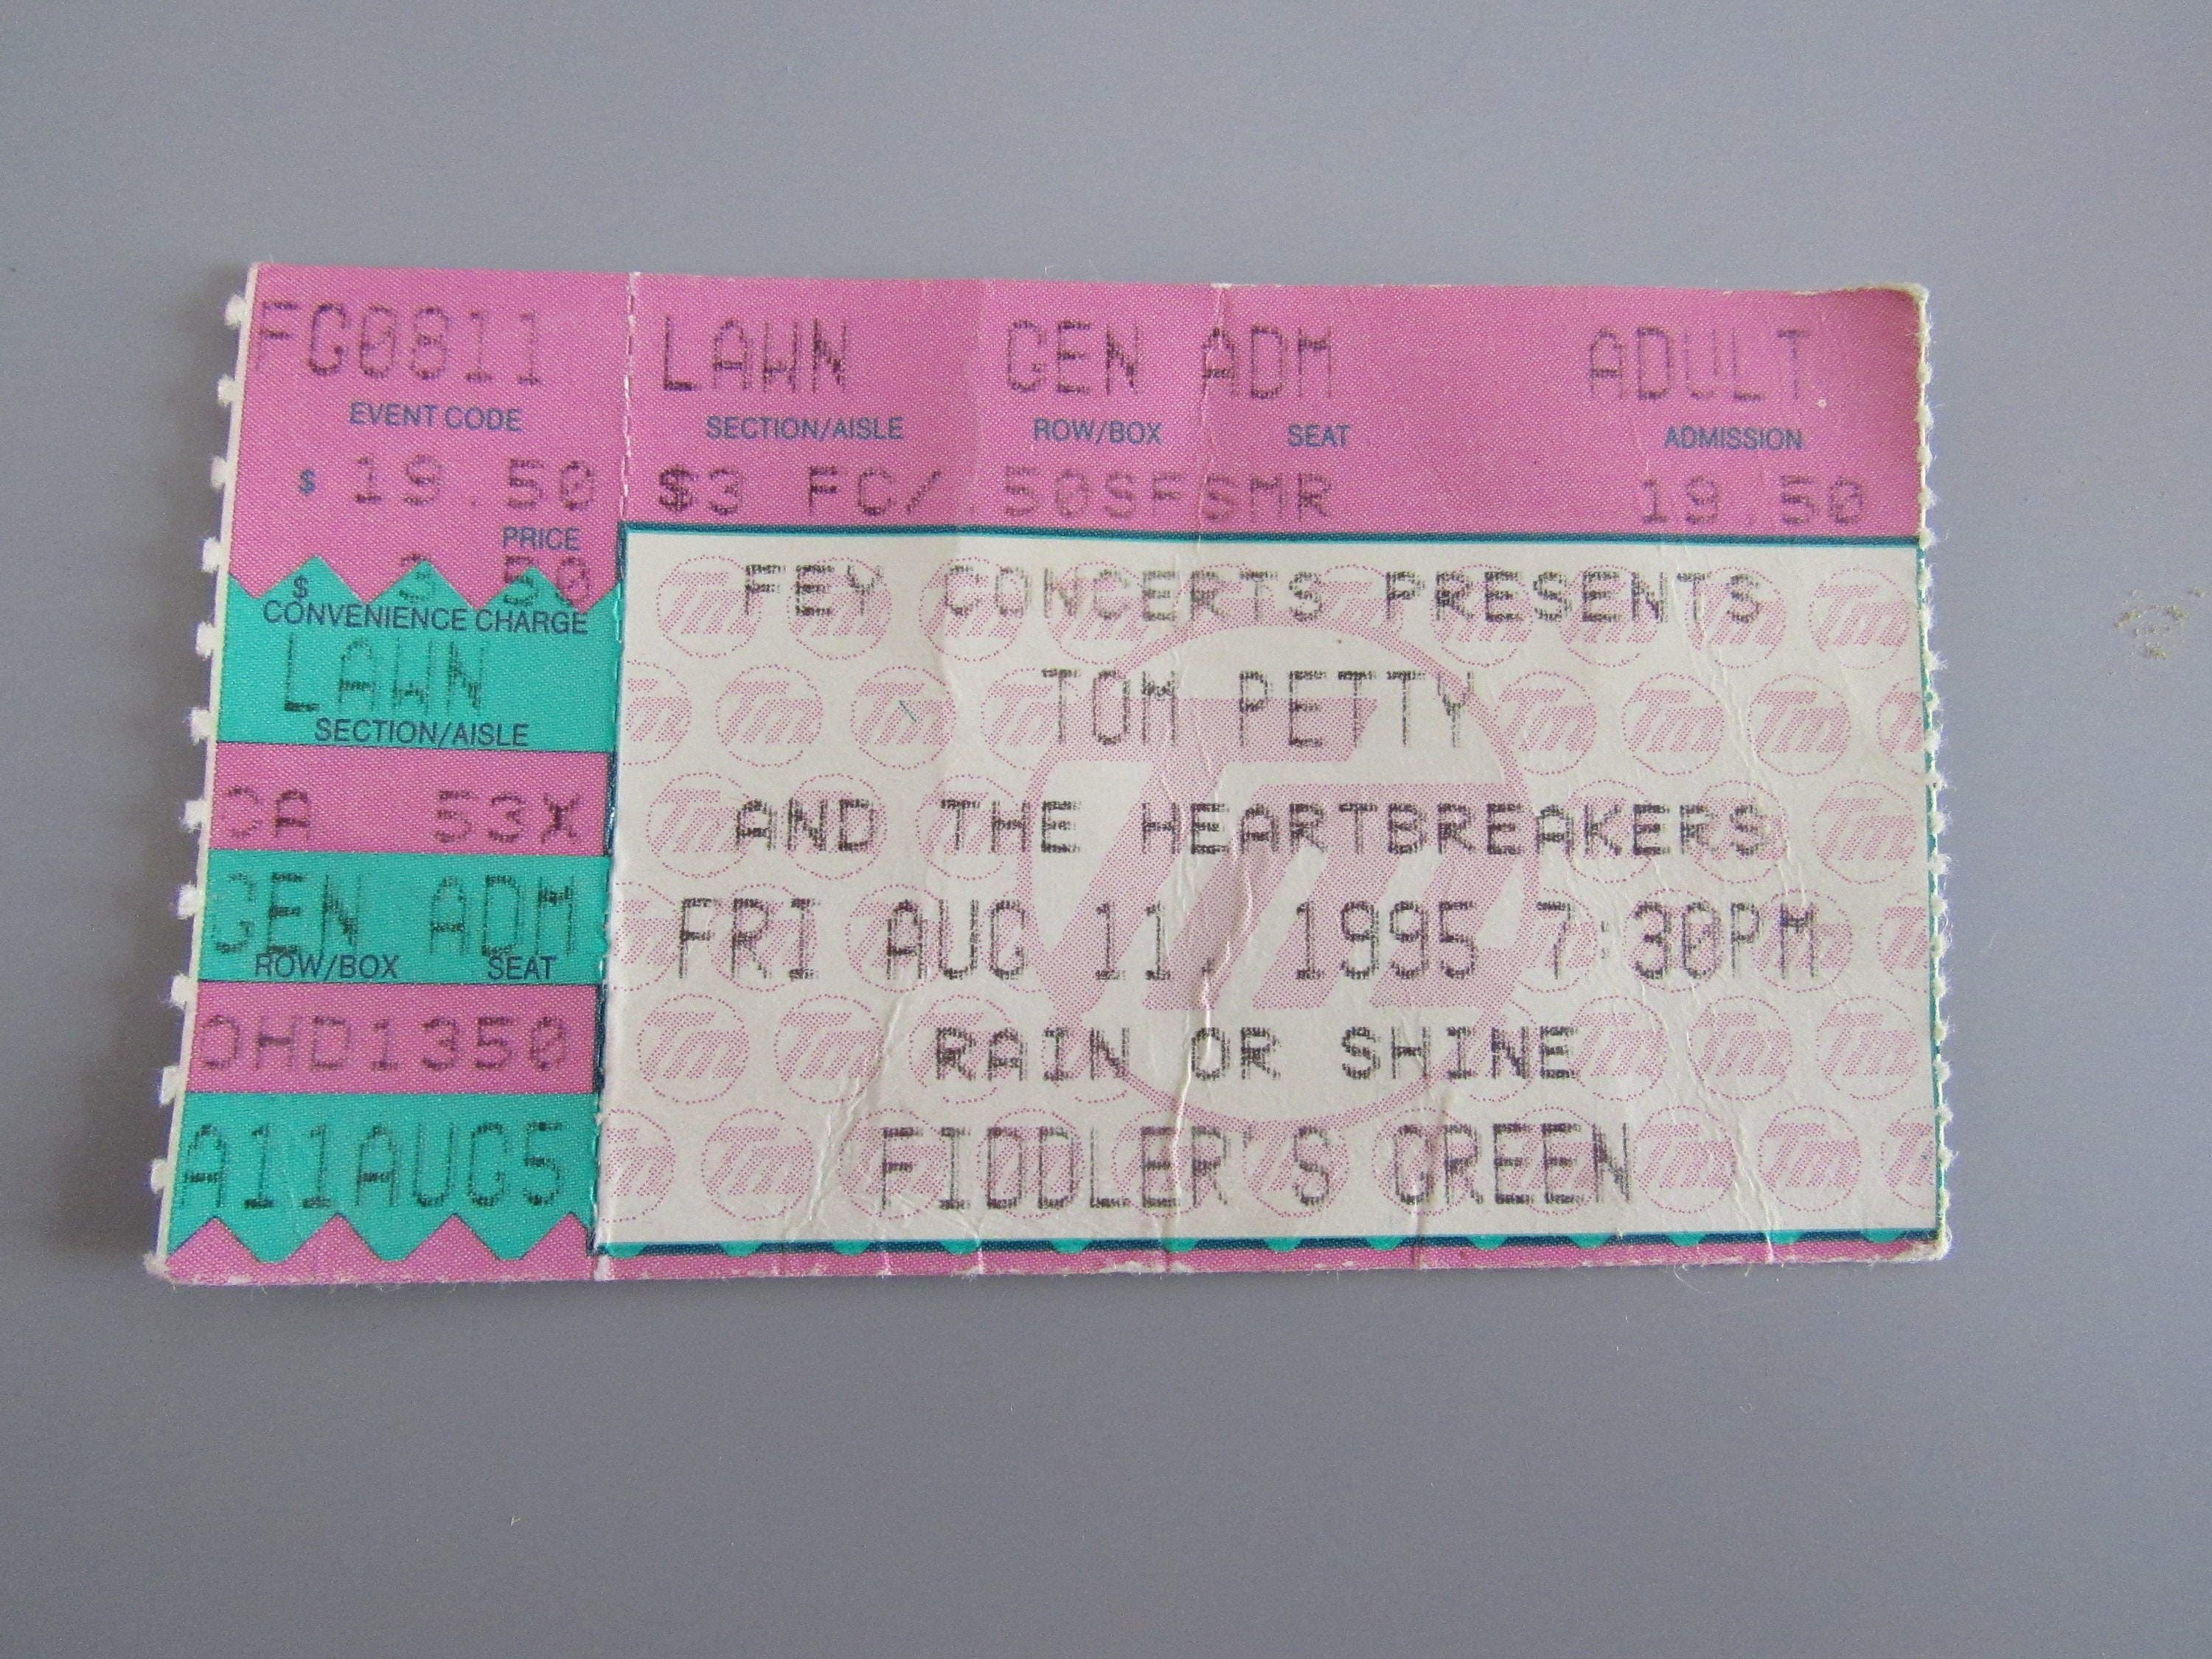 FG0811
EVENT CODE
$ 19.50
PRICE
3.50
$
CONVENIENCE CHARGE
LAWN
SECTION/AISLE
CA 53X
GEN ADM
ROW/BOX SEAT
OHD1350
A11AUG5
LAWN GEN ADM ADULT
SECTION/AISLE ROW/BOX SEAT ADMISSION
$3 FC/.50SFSMR 19.50
FEY CONCERTS PRESENTS
TOM PETTY
AND THE HEARTBREAKERS
FRI AUG 11, 1995 7:30PM
RAIN OR SHINE
FIDDLER'S GREEN